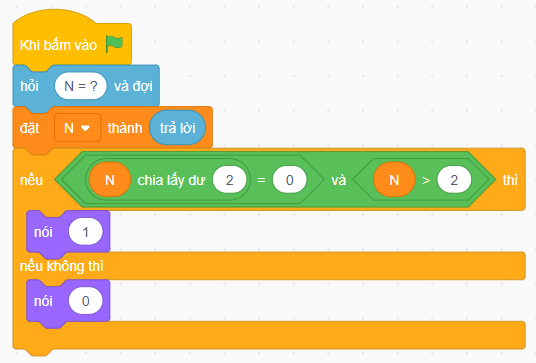 Khi bấm vào
hỏi N = ? và đợi
đặt N thành trả lời
nếu N chia lấy dư 2 = 0 và N > 2 thì
nói 1
nếu không thì
nói 0